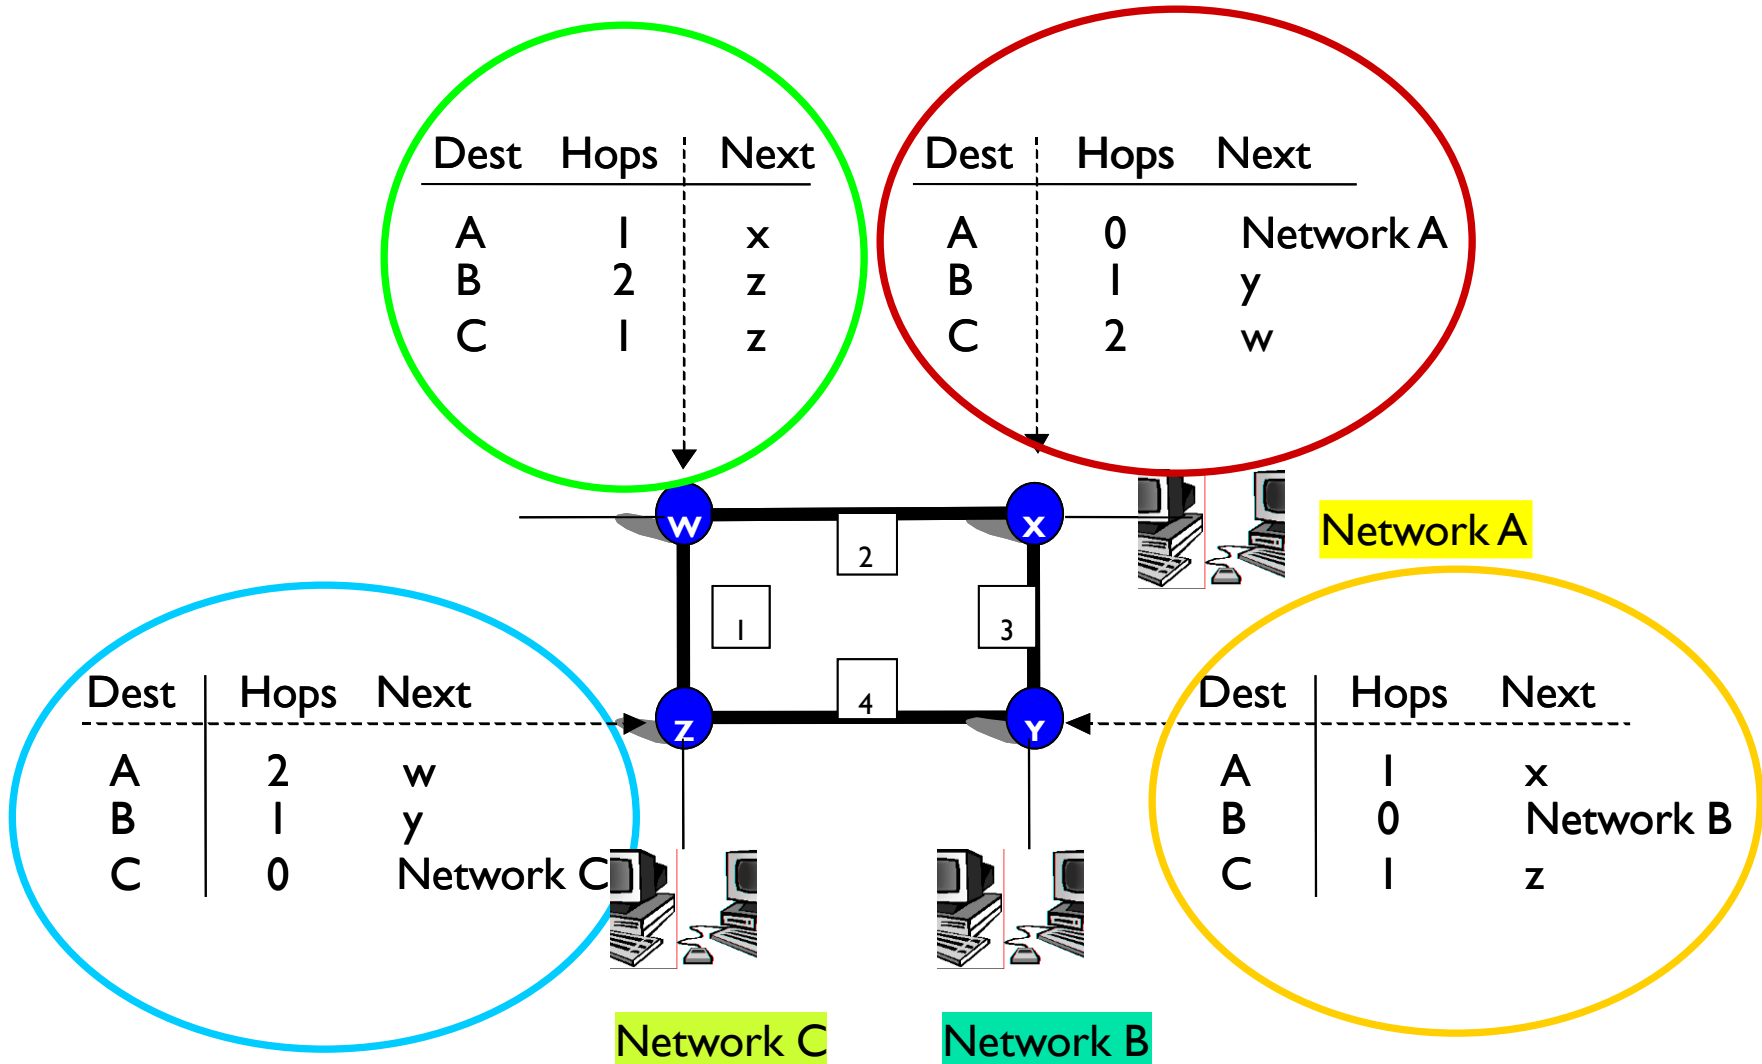 Dest Hops Next
A 1 x
B 2 z
C 1 z
Dest Hops Next
A 0 Network A
B 1 y
C 2 w
W
X
2
Network A
1
3
4
Z
Y
Dest Hops Next
A 2 w
B 1 y
C 0 Network C
Dest Hops Next
A 1 x
B 0 Network B
C 1 z
Network C
Network B